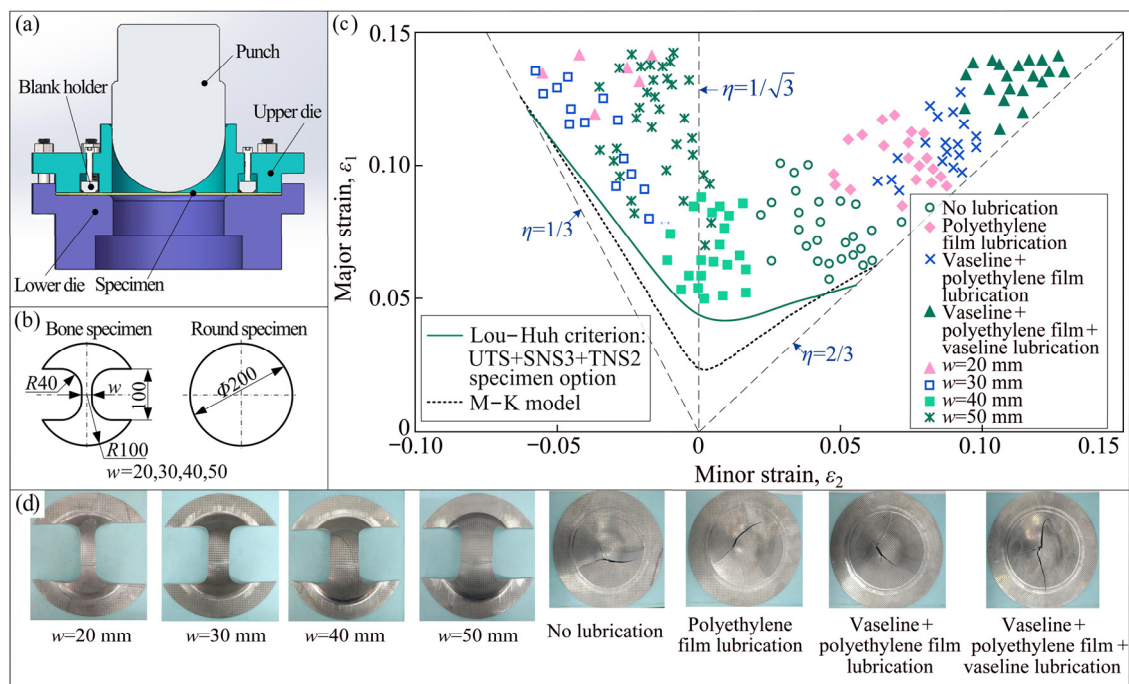 (a)
Punch
Blank holder
Upper die
Lower die
Specimen
(b)
Bone specimen
Round specimen
R40
w
100
Φ200
R100
w=20,30,40,50
(c)
0.15
0.10
0.05
0
Major strain, ε1
−0.10
−0.05
0
0.05
0.10
0.15
Minor strain, ε2
η=1/√3
η=1/3
η=2/3
Lou−Huh criterion:
UTS+SNS3+TNS2
specimen option
M−K model
No lubrication
Polyethylene
film lubrication
Vaseline+
polyethylene film
lubrication
Vaseline+
polyethylene film+
vaseline lubrication
w=20 mm
w=30 mm
w=40 mm
w=50 mm
(d)
w=20 mm
w=30 mm
w=40 mm
w=50 mm
No lubrication
Polyethylene
film lubrication
Vaseline+
polyethylene film
lubrication
Vaseline+
polyethylene film+
vaseline lubrication